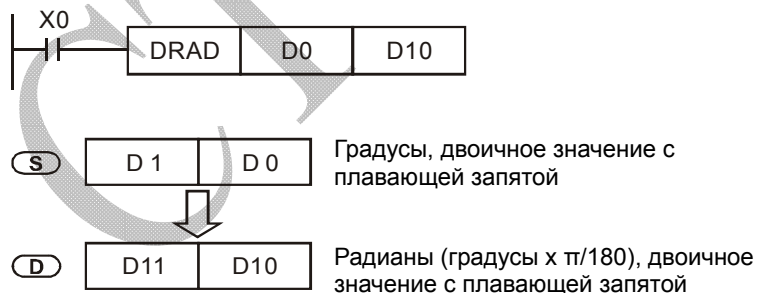 X0
DRAD D0 D10
S D 1 D 0 Градусы, двоичное значение с
плавающей запятой
D D11 D10 Радианы (градусы x π/180), двоичное
значение с плавающей запятой